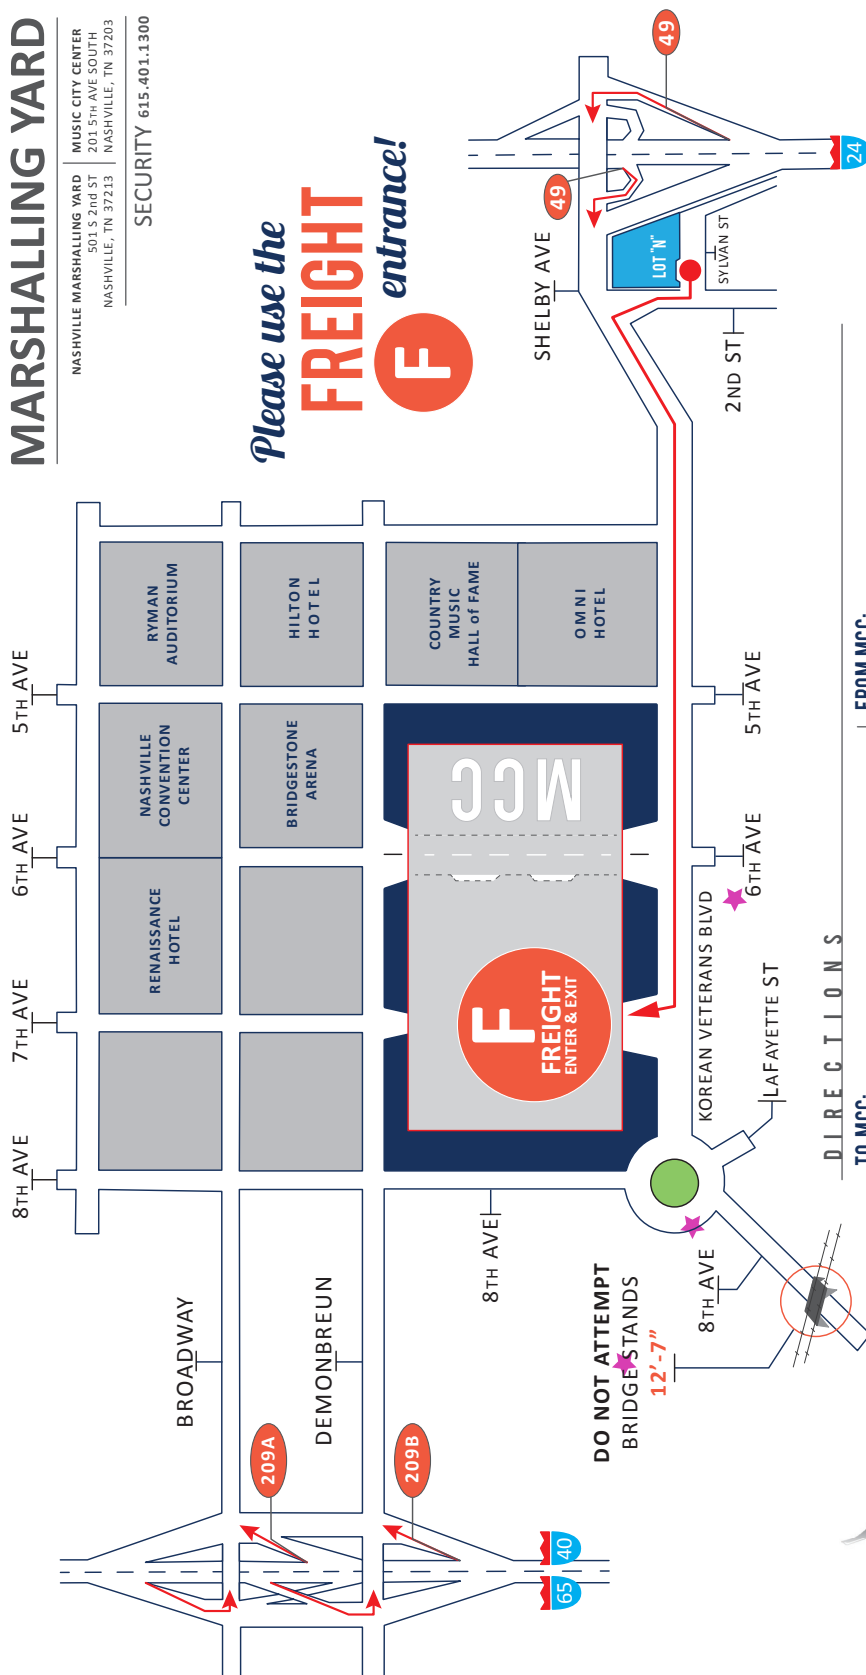 MARSHALLING YARD
NASHVILLE MARSHALLING YARD
501 S 2nd ST
NASHVILLE, TN 37213
MUSIC CITY CENTER
201 5TH AVE SOUTH
NASHVILLE, TN 37203
SECURITY 615.401.1300
Please use the
FREIGHT
F entrance!
8TH AVE
7TH AVE
6TH AVE
5TH AVE
RENAISSANCE
HOTEL
NASHVILLE
CONVENTION
CENTER
RYMAN
AUDITORIUM
BROADWAY
209A
BRIDGESTONE
ARENA
HILTON
HOTEL
DEMONBREUN
209B
65
40
COUNTRY
MUSIC
HALL of FAME
OMNI
HOTEL
MCC
F
FREIGHT
ENTER & EXIT
8TH AVE
DO NOT ATTEMPT
BRIDGE STANDS
12'-7"
8TH AVE
KOREAN VETERANS BLVD
LAFAYETTE ST
6TH AVE
5TH AVE
SHELBY AVE
49
49
LOT "N"
SYLVAN ST
2ND ST
24
DIRECTIONS
TO MCC:
FROM MCC: